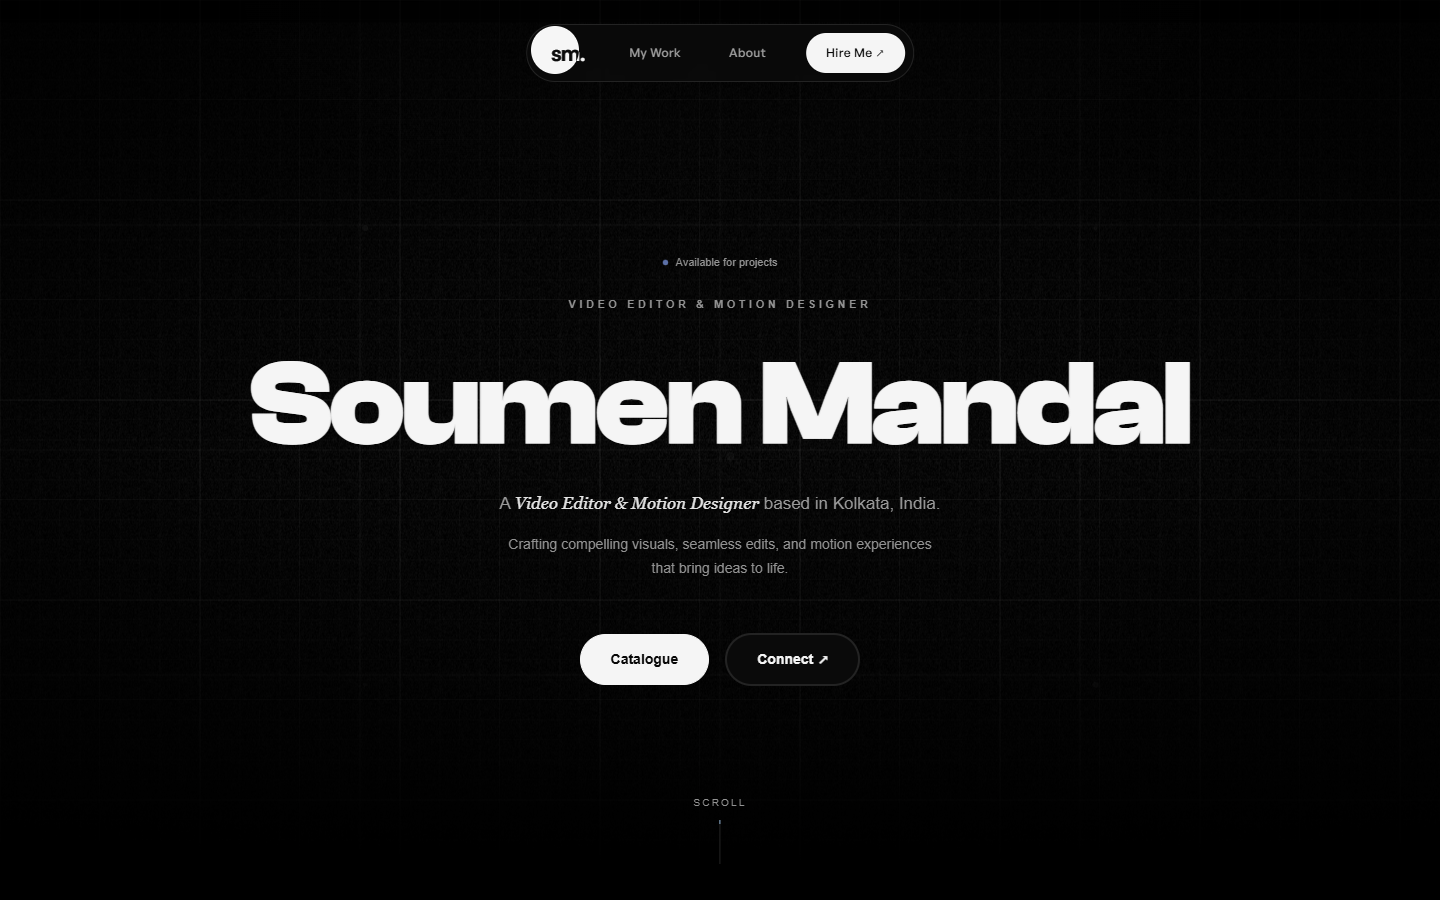 sm.
My Work
About
Hire Me ↗
Available for projects
VIDEO EDITOR & MOTION DESIGNER
Soumen Mandal
A Video Editor & Motion Designer based in Kolkata, India.
Crafting compelling visuals, seamless edits, and motion experiences
that bring ideas to life.
Catalogue
Connect ↗
SCROLL